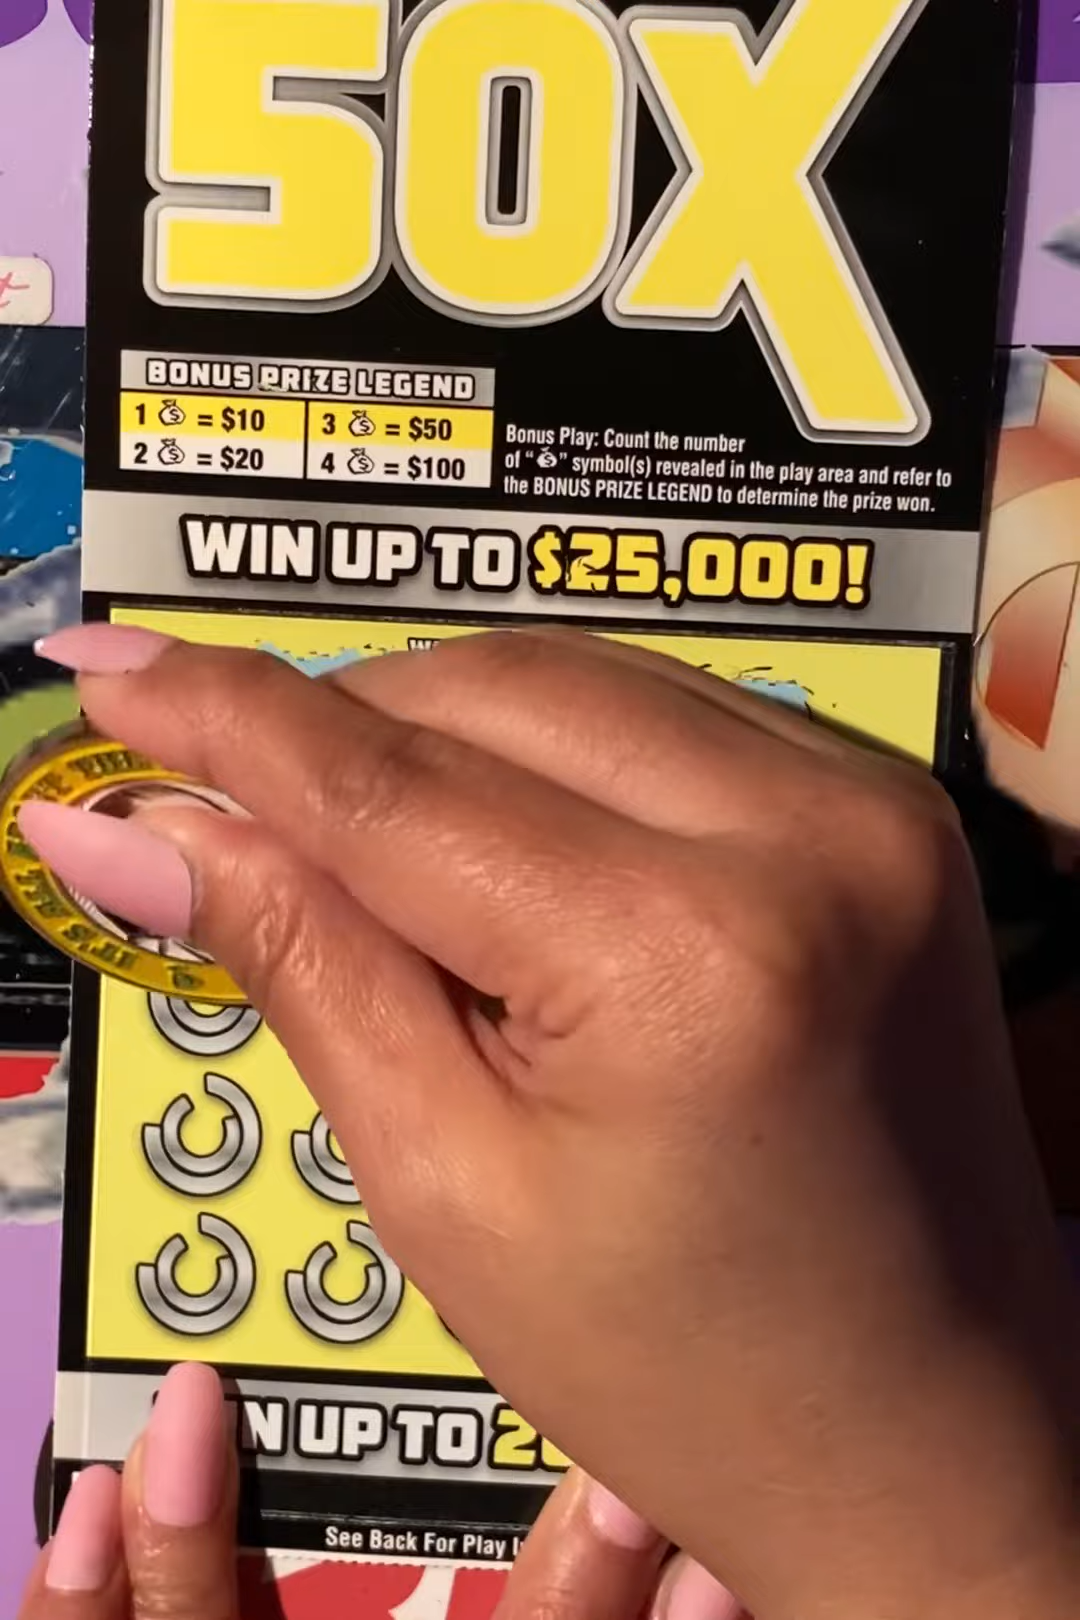 50X
BONUS PRIZE LEGEND
1 = $10
3 = $50
2 = $20
4 = $100
Bonus Play: Count the number
of “ ” symbol(s) revealed in the play area and refer to
the BONUS PRIZE LEGEND to determine the prize won.
WIN UP TO $25,000!
N UP TO 2
See Back For Play